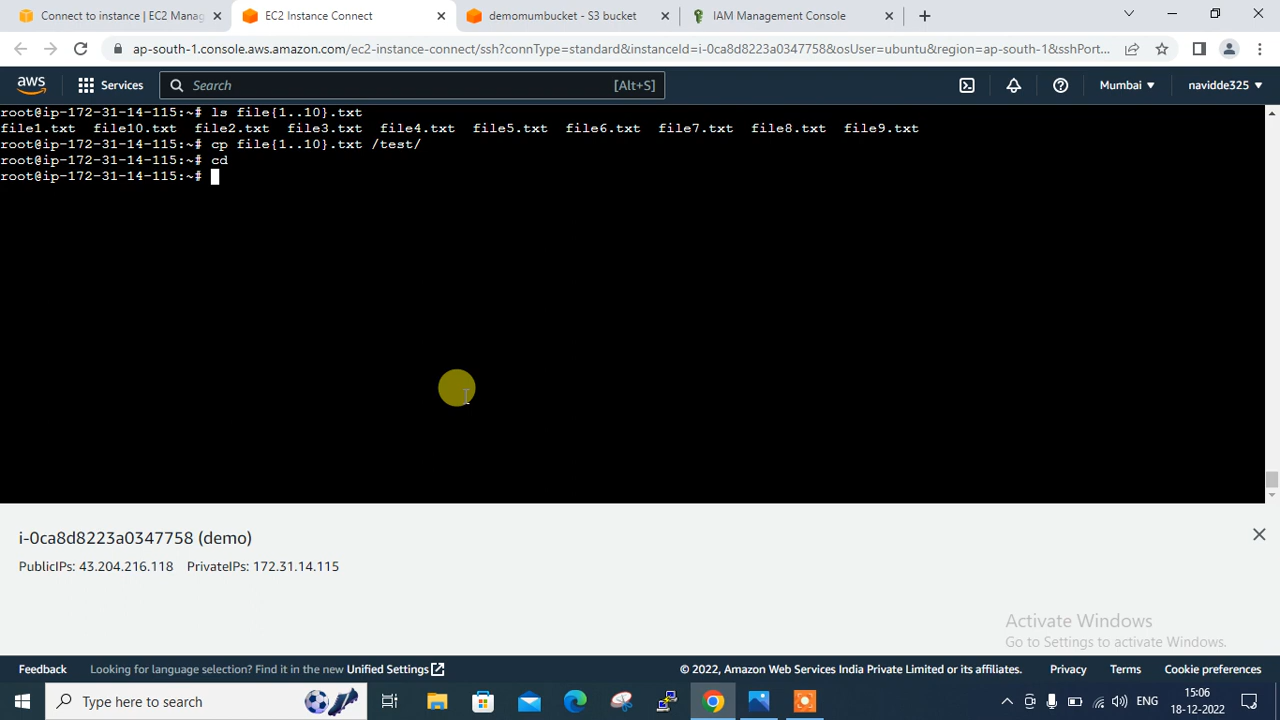 Connect to instance | EC2 Manag
EC2 Instance Connect
demomumbucket - S3 bucket
IAM Management Console
ap-south-1.console.aws.amazon.com/ec2-instance-connect/ssh?connType=standard&instanceId=i-0ca8d8223a0347758&osUser=ubuntu&region=ap-south-1&sshPort...
aws Services Search [Alt+S] Mumbai navidde325
root@ip-172-31-14-115:~# ls file{1..10}.txt
file1.txt file10.txt file2.txt file3.txt file4.txt file5.txt file6.txt file7.txt file8.txt file9.txt
root@ip-172-31-14-115:~# cp file{1..10}.txt /test/
root@ip-172-31-14-115:~# cd
root@ip-172-31-14-115:~#
i-0ca8d8223a0347758 (demo)
PublicIPs: 43.204.216.118 PrivateIPs: 172.31.14.115
Activate Windows
Go to Settings to activate Windows.
Feedback Looking for language selection? Find it in the new Unified Settings © 2022, Amazon Web Services India Private Limited or its affiliates. Privacy Terms Cookie preferences
Type here to search
ENG
15:06
18-12-2022